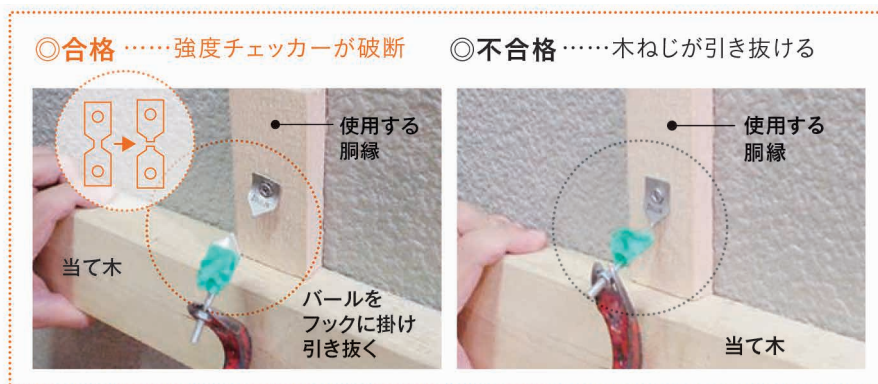 ◎合格……強度チェッカーが破断
◎不合格……木ねじが引き抜ける
使用する
胴縁
当て木
バールを
フックに掛け
引き抜く
使用する
胴縁
当て木